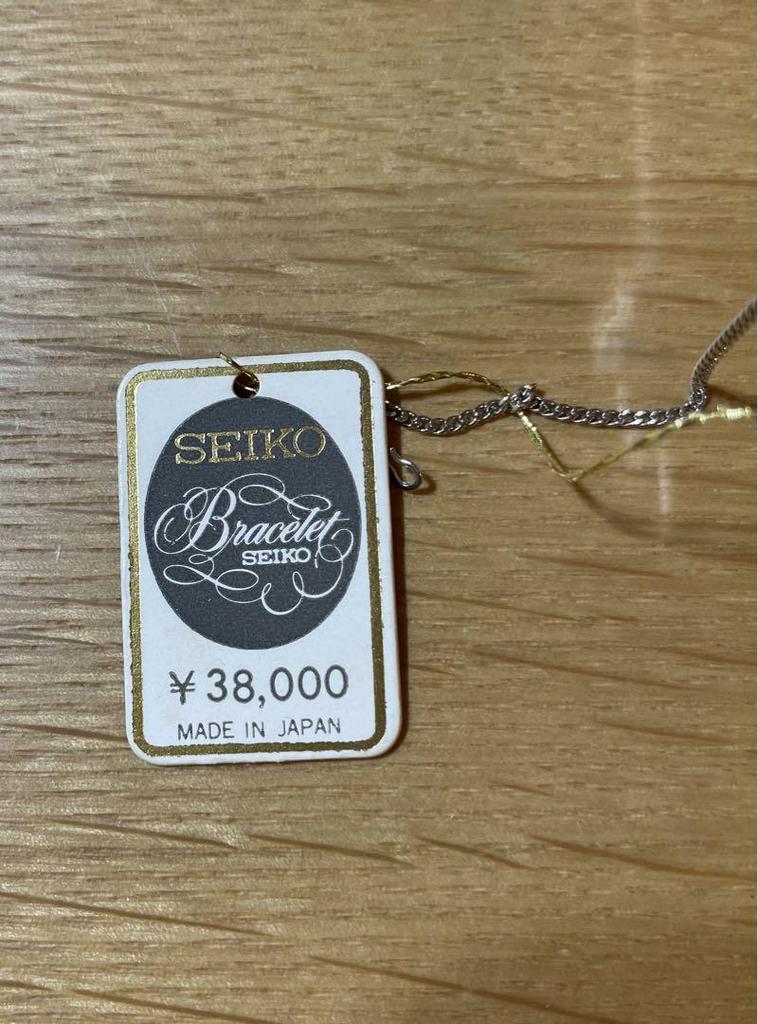 SEIKO
Bracelet
SEIKO
¥38,000
MADE IN JAPAN